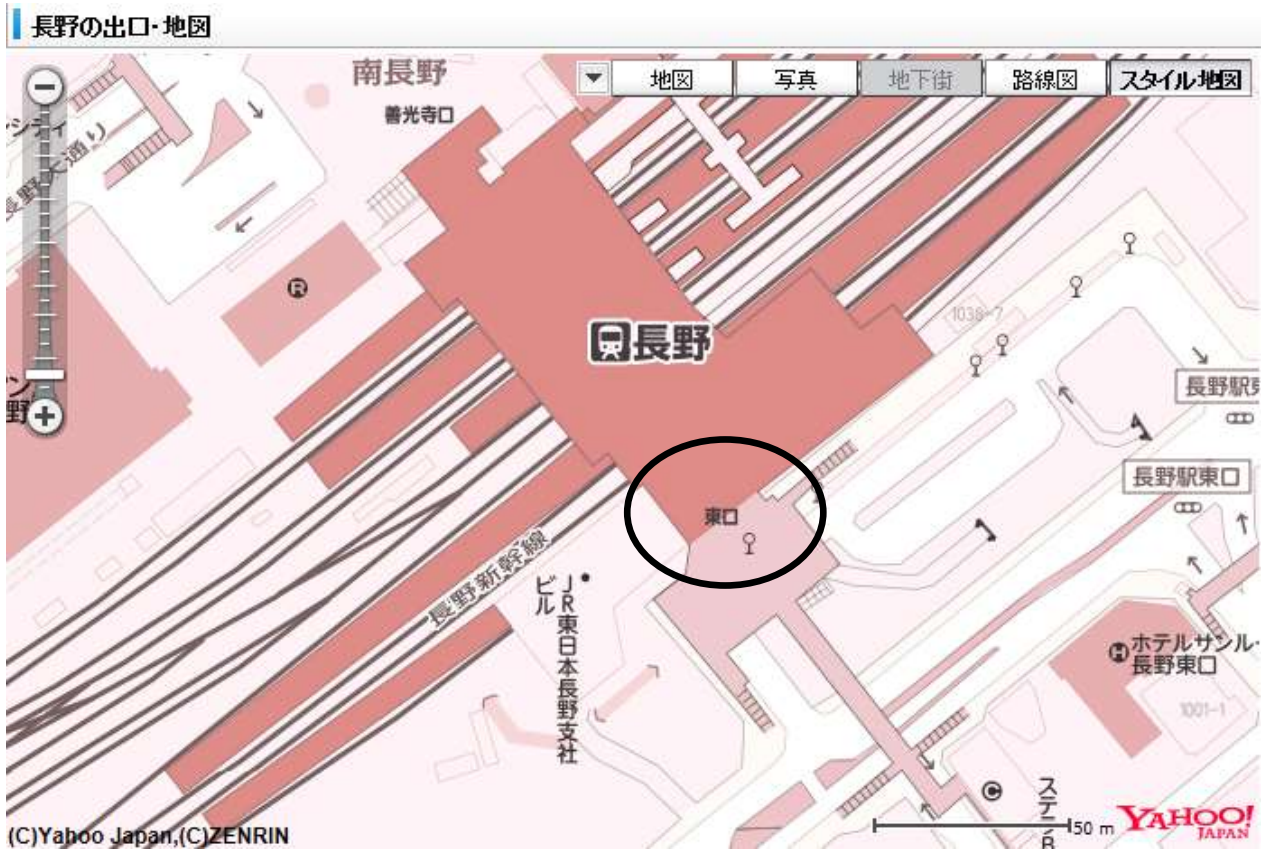 長野の出口・地図
地図
写真
地下街
路線図
スタイル地図
南長野
善光寺口
シティ
長野
通り
R
長野
1038-7
長野駅東
長野駅東口
東口
長野新幹線
JR東日本長野支社
ビル
H
ホテルサンル
長野東口
1001-1
C
50 m
YAHOO!
JAPAN
(C)Yahoo Japan,(C)ZENRIN